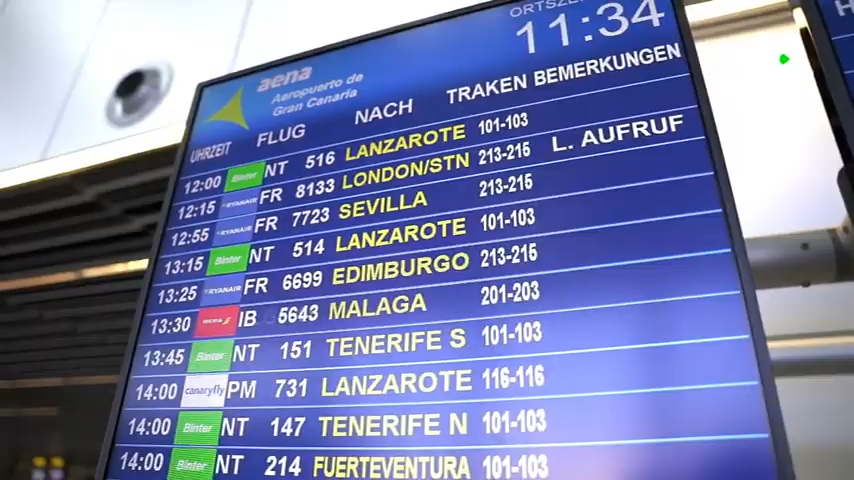 ORTSZEIT
11:34
aena
Aeropuerto de
Gran Canaria
UHRZEIT FLUG NACH TRAKEN BEMERKUNGEN
12:00 Binter NT 516 LANZAROTE 101-103
12:15 RYANAIR FR 8133 LONDON/STN 213-215 L. AUFRUF
12:55 RYANAIR FR 7723 SEVILLA 213-215
13:15 Binter NT 514 LANZAROTE 101-103
13:25 RYANAIR FR 6699 EDIMBURGO 213-215
13:30 IBERIA IB 5643 MALAGA 201-203
13:45 Binter NT 151 TENERIFE S 101-103
14:00 canaryfly PM 731 LANZAROTE 116-116
14:00 Binter NT 147 TENERIFE N 101-103
14:00 Binter NT 214 FUERTEVENTURA 101-103